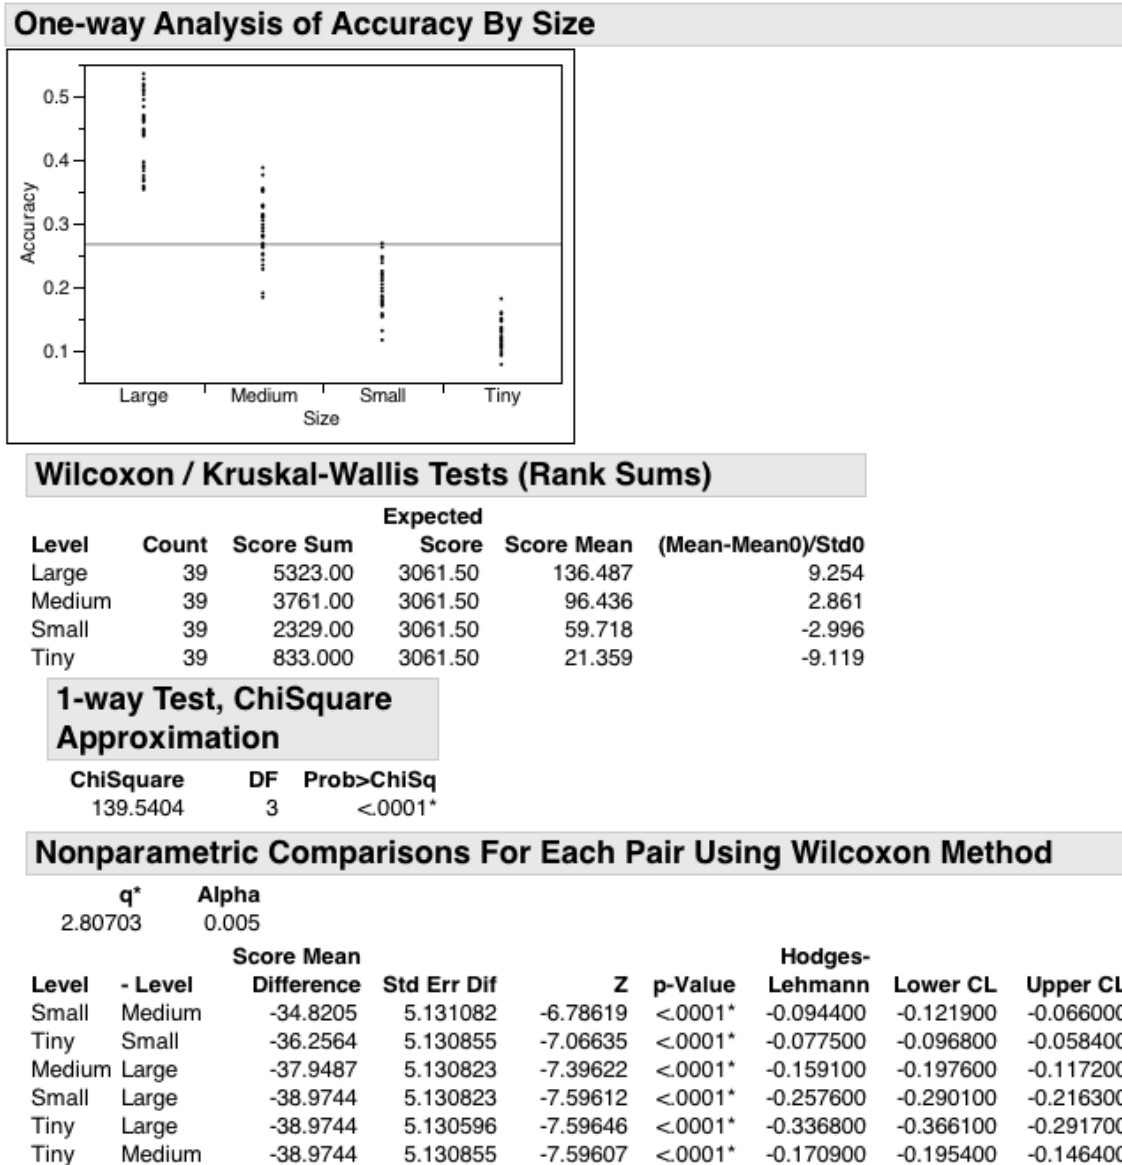 One-way Analysis of Accuracy By Size
0.5
0.4
0.3
0.2
0.1
Accuracy
Large Medium Small Tiny
Size
Wilcoxon / Kruskal-Wallis Tests (Rank Sums)
Expected
Level Count Score Sum Score Score Mean (Mean-Mean0)/Std0
Large 39 5323.00 3061.50 136.487 9.254
Medium 39 3761.00 3061.50 96.436 2.861
Small 39 2329.00 3061.50 59.718 -2.996
Tiny 39 833.000 3061.50 21.359 -9.119
1-way Test, ChiSquare
Approximation
ChiSquare DF Prob>ChiSq
139.5404 3 <.0001*
Nonparametric Comparisons For Each Pair Using Wilcoxon Method
q* Alpha
2.80703 0.005
Score Mean Hodges-
Level - Level Difference Std Err Dif Z p-Value Lehmann Lower CL Upper CL
Small Medium -34.8205 5.131082 -6.78619 <.0001* -0.094400 -0.121900 -0.066000
Tiny Small -36.2564 5.130855 -7.06635 <.0001* -0.077500 -0.096800 -0.058400
Medium Large -37.9487 5.130823 -7.39622 <.0001* -0.159100 -0.197600 -0.117200
Small Large -38.9744 5.130823 -7.59612 <.0001* -0.257600 -0.290100 -0.216300
Tiny Large -38.9744 5.130596 -7.59646 <.0001* -0.336800 -0.366100 -0.291700
Tiny Medium -38.9744 5.130855 -7.59607 <.0001* -0.170900 -0.195400 -0.146400